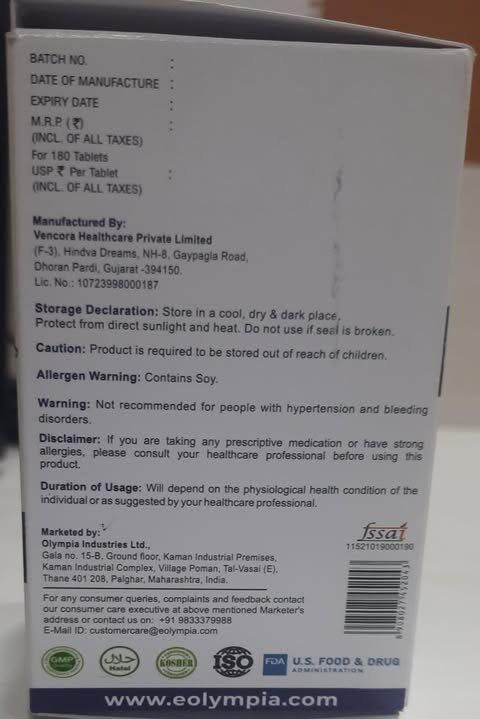 BATCH NO. :
DATE OF MANUFACTURE :
EXPIRY DATE :
M.R.P. (₹) :
(INCL. OF ALL TAXES)
For 180 Tablets
USP ₹ Per Tablet :
(INCL. OF ALL TAXES)
Manufactured By:
Vencora Healthcare Private Limited
(F-3), Hindva Dreams, NH-8, Gaypagla Road,
Dhoran Pardi, Gujarat -394150.
Lic. No.: 10723998000187
Storage Declaration: Store in a cool, dry & dark place.
Protect from direct sunlight and heat. Do not use if seal is broken.
Caution: Product is required to be stored out of reach of children.
Allergen Warning: Contains Soy.
Warning: Not recommended for people with hypertension and bleeding
disorders.
Disclaimer: If you are taking any prescriptive medication or have strong
allergies, please consult your healthcare professional before using this
product.
Duration of Usage: Will depend on the physiological health condition of the
individual or as suggested by your healthcare professional.
Marketed by:
Olympia Industries Ltd.,
Gala no. 15-B, Ground floor, Kaman Industrial Premises,
Kaman Industrial Complex, Village Poman, Tal-Vasai (E),
Thane 401 208, Palghar, Maharashtra, India.
fssai
11521019000190
For any consumer queries, complaints and feedback contact
our consumer care executive at above mentioned Marketer's
address or contact us on: +91 9833379988
E-Mail ID: customercare@eolympia.com
GMP
حلال
Halal
KOSHER
ISO
FDA U.S. FOOD & DRUG
ADMINISTRATION
www.eolympia.com